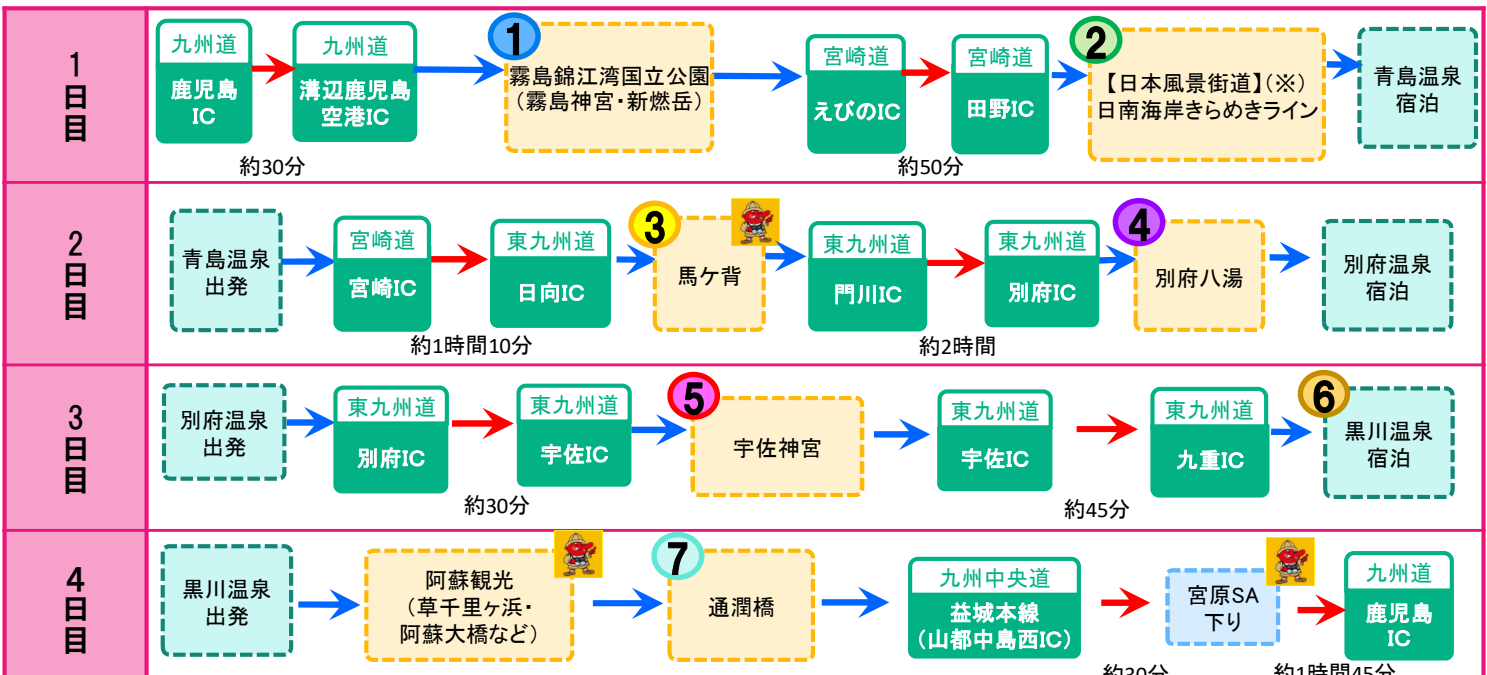 1
日
目
九州道
鹿児島
IC
九州道
溝辺鹿児島
空港IC
約30分
1
霧島錦江湾国立公園
(霧島神宮・新燃岳)
宮崎道
えびのIC
宮崎道
田野IC
約50分
2
【日本風景街道】(※)
日南海岸きらめきライン
青島温泉
宿泊
2
日
目
青島温泉
出発
宮崎道
宮崎IC
東九州道
日向IC
約1時間10分
3
馬ケ背
東九州道
門川IC
東九州道
別府IC
約2時間
4
別府八湯
別府温泉
宿泊
3
日
目
別府温泉
出発
東九州道
別府IC
東九州道
宇佐IC
約30分
5
宇佐神宮
東九州道
宇佐IC
東九州道
九重IC
約45分
6
黒川温泉
宿泊
4
日
目
黒川温泉
出発
阿蘇観光
(草千里ヶ浜・
阿蘇大橋など)
7
通潤橋
九州中央道
益城本線
(山都中島西IC)
約30分
宮原SA
下り
約1時間45分
九州道
鹿児島
IC